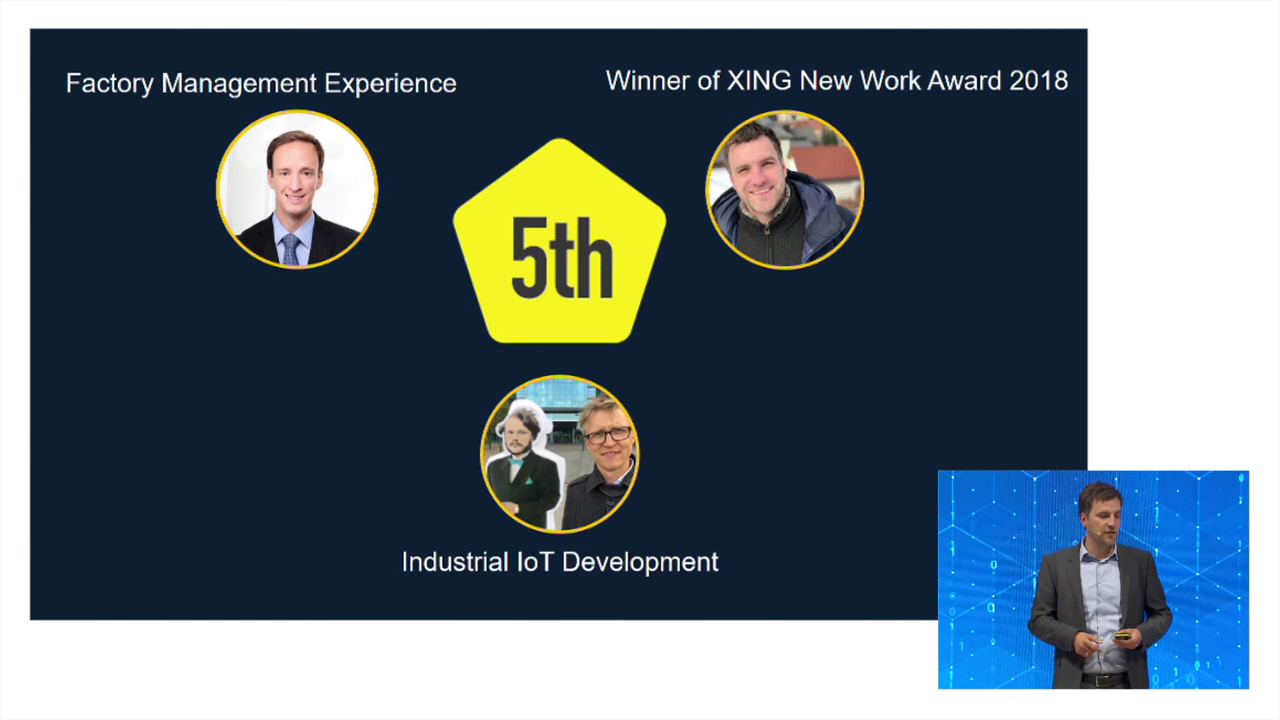 Factory Management Experience
Winner of XING New Work Award 2018
5th
Industrial IoT Development